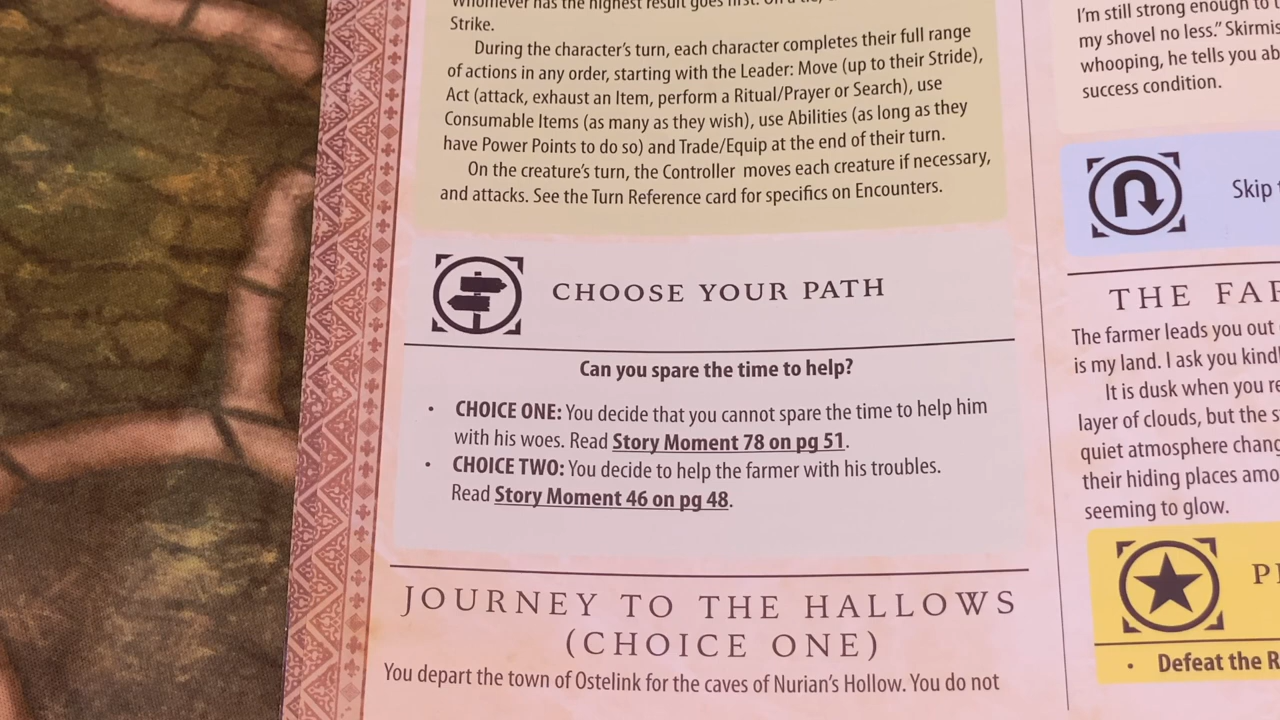 Whomever has the highest result goes first. On a tie,
Strike.
During the character's turn, each character completes their full range
of actions in any order, starting with the Leader: Move (up to their Stride),
Act (attack, exhaust an Item, perform a Ritual/Prayer or Search), use
Consumable Items (as many as they wish), use Abilities (as long as they
have Power Points to do so) and Trade/Equip at the end of their turn.
On the creature's turn, the Controller moves each creature if necessary,
and attacks. See the Turn Reference card for specifics on Encounters.
CHOOSE YOUR PATH
Can you spare the time to help?
• CHOICE ONE: You decide that you cannot spare the time to help him
with his woes. Read Story Moment 78 on pg 51.
• CHOICE TWO: You decide to help the farmer with his troubles.
Read Story Moment 46 on pg 48.
JOURNEY TO THE HALLOWS
(CHOICE ONE)
You depart the town of Ostelink for the caves of Nurian's Hollow. You do not
I'm still strong enough to
my shovel no less." Skirmis
whooping, he tells you ab
success condition.
Skip
THE FAR
The farmer leads you out
is my land. I ask you kindl
It is dusk when you re
layer of clouds, but the s
quiet atmosphere chang
their hiding places amo
seeming to glow.
• Defeat the R